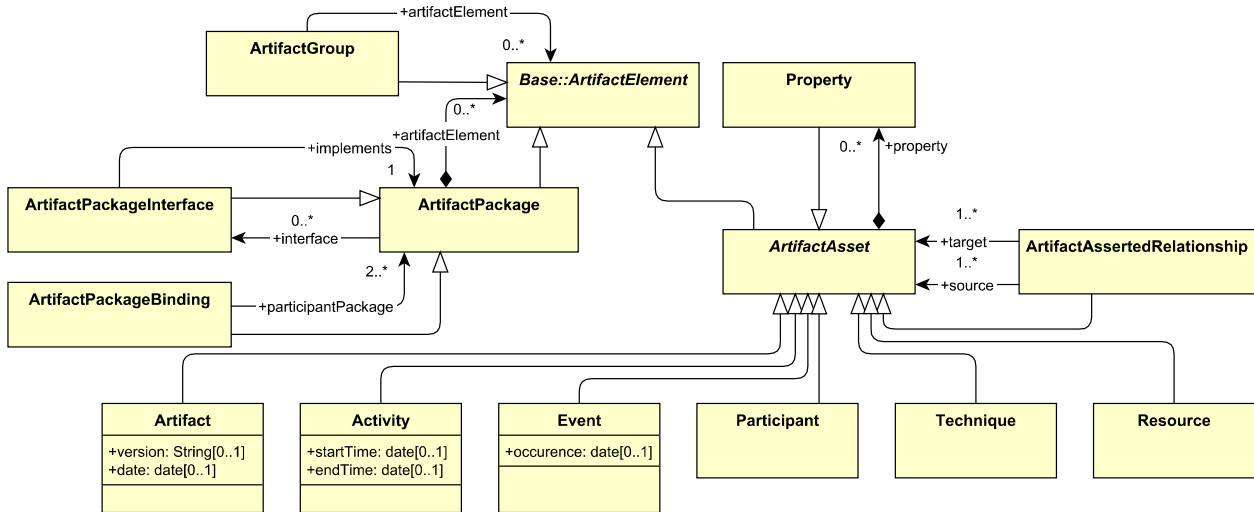 +artifactElement
0..*
ArtifactGroup
Base::ArtifactElement
Property
0..*
+artifactElement
+implements
1
0..*
+property
ArtifactPackageInterface
ArtifactPackage
0..*
+interface
1..*
+target
ArtifactAsset
ArtifactAssertedRelationship
2..*
1..*
+source
ArtifactPackageBinding
+participantPackage
Artifact
+version: String[0..1]
+date: date[0..1]
Activity
+startTime: date[0..1]
+endTime: date[0..1]
Event
+occurence: date[0..1]
Participant
Technique
Resource